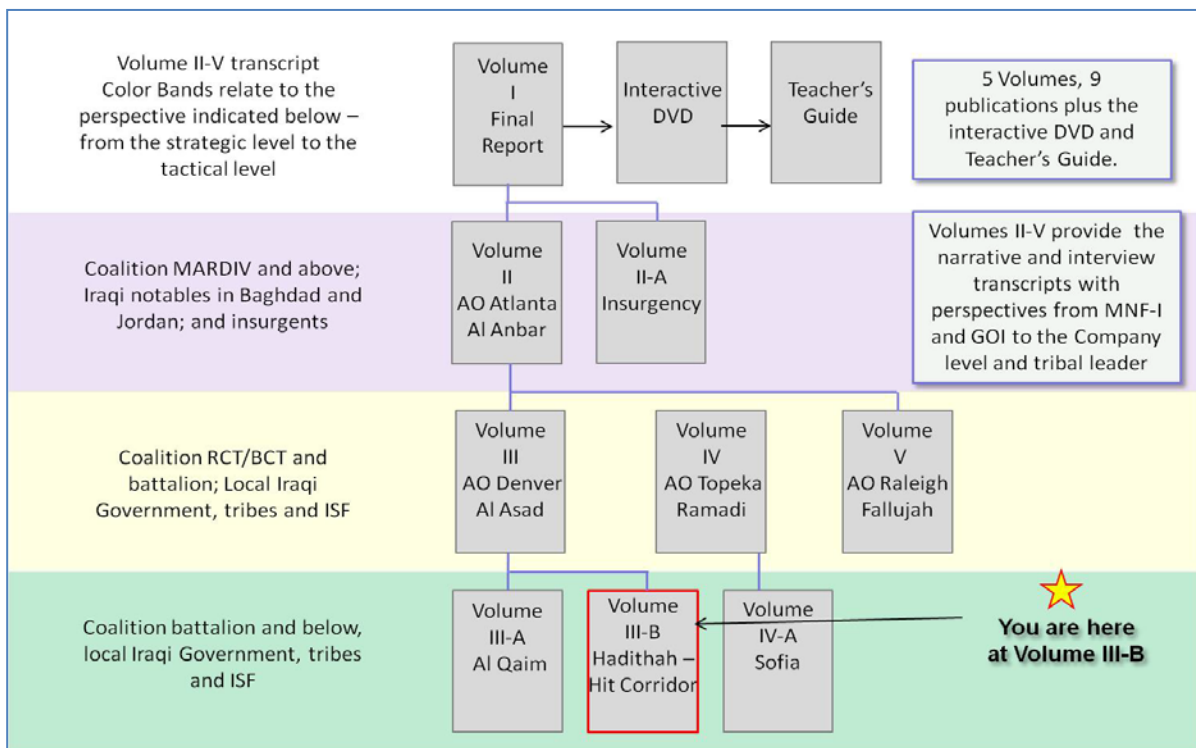 Volume II-V transcript
Color Bands relate to the
perspective indicated below –
from the strategic level to the
tactical level
Volume
I
Final
Report
Interactive
DVD
Teacher's
Guide
5 Volumes, 9
publications plus the
interactive DVD and
Teacher's Guide.
Coalition MARDIV and above;
Iraqi notables in Baghdad and
Jordan; and insurgents
Volume
II
AO Atlanta
Al Anbar
Volume
II-A
Insurgency
Volumes II-V provide the
narrative and interview
transcripts with
perspectives from MNF-I
and GOI to the Company
level and tribal leader
Coalition RCT/BCT and
battalion; Local Iraqi
Government, tribes and ISF
Volume
III
AO Denver
Al Asad
Volume
IV
AO Topeka
Ramadi
Volume
V
AO Raleigh
Fallujah
Coalition battalion and below,
local Iraqi Government, tribes
and ISF
Volume
III-A
Al Qaim
Volume
III-B
Hadithah –
Hit Corridor
Volume
IV-A
Sofia
You are here
at Volume III-B